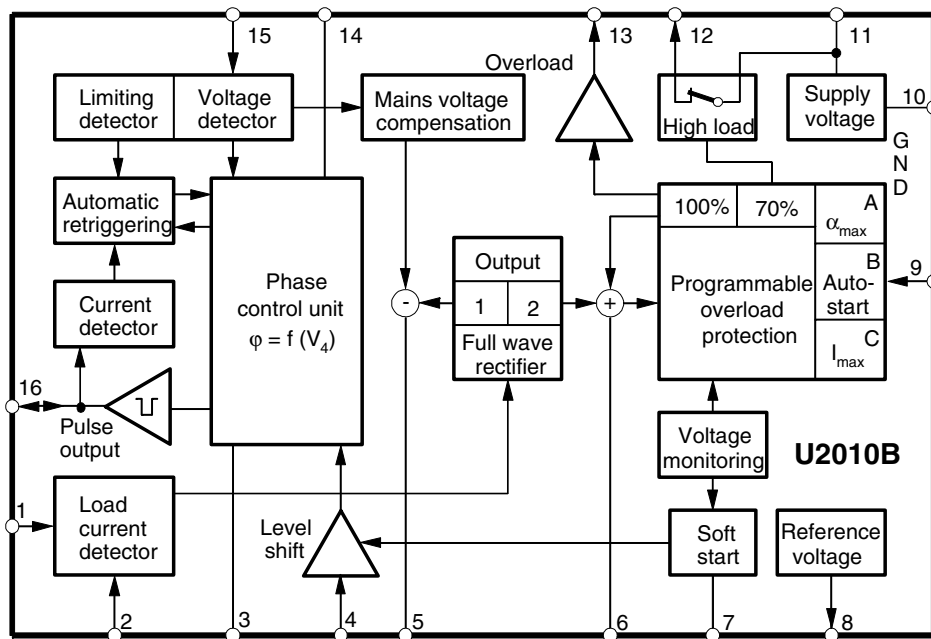 15
14
13
12
11
Overload
Limiting
detector
Voltage
detector
Mains voltage
compensation
High load
Supply
voltage
10
GND
Automatic
retriggering
100%
70%
A
αmax
Phase
control unit
φ = f (V4)
Output
1
2
Full wave
rectifier
-
+
Programmable
overload
protection
B
Auto-
start
9
C
Imax
Current
detector
16
Pulse
output
Voltage
monitoring
U2010B
1
Load
current
detector
Level
shift
Soft
start
Reference
voltage
2
3
4
5
6
7
8